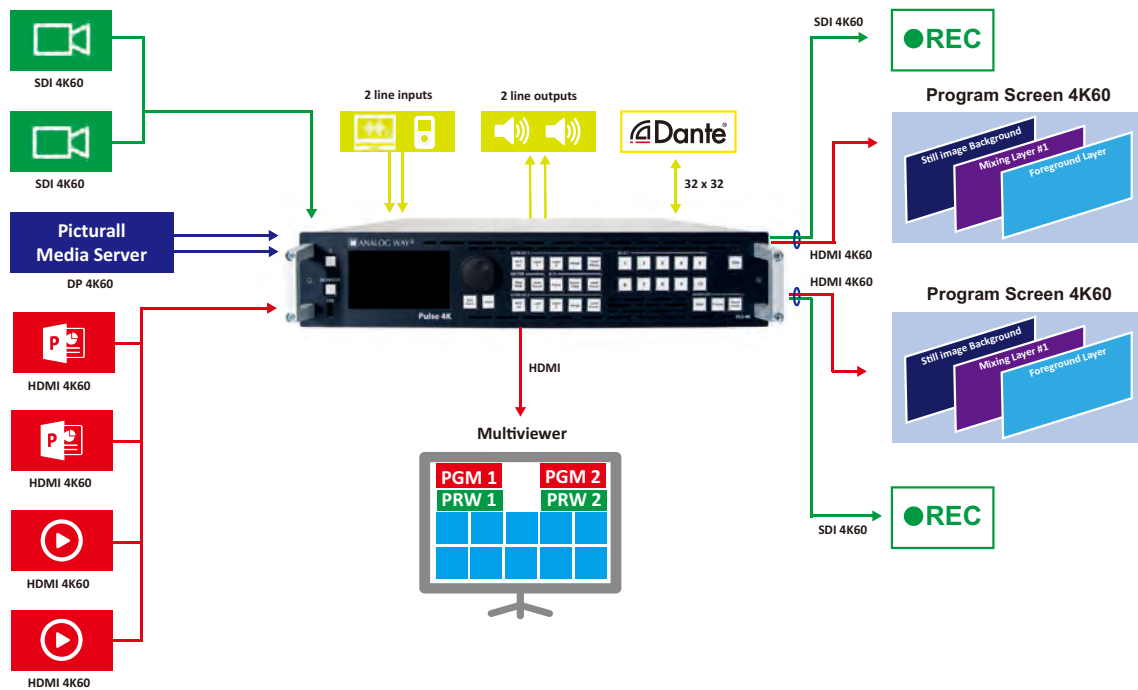 SDI 4K60
SDI 4K60
Picturall
Media Server
DP 4K60
HDMI 4K60
HDMI 4K60
HDMI 4K60
HDMI 4K60
2 line inputs
2 line outputs
Dante
32 x 32
ANALOG WAY
Pulse 4K
HDMI
Multiviewer
PGM 1
PGM 2
PRW 1
PRW 2
SDI 4K60
REC
Program Screen 4K60
Still image Background
Mixing Layer #1
Foreground Layer
HDMI 4K60
HDMI 4K60
Program Screen 4K60
Still image Background
Mixing Layer #1
Foreground Layer
SDI 4K60
REC